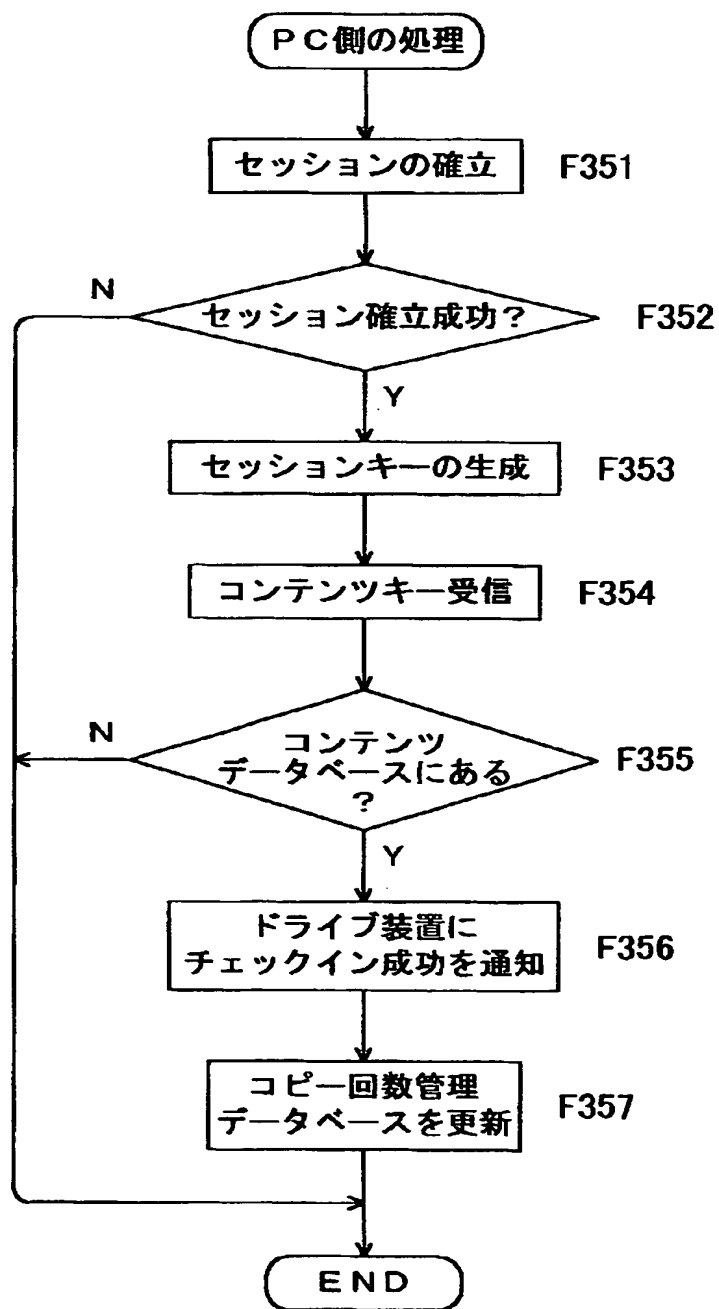 PC側の処理
セッションの確立
F351
N
セッション確立成功？
F352
Y
セッションキーの生成
F353
コンテンツキー受信
F354
N
コンテンツ
データベースにある
？
F355
Y
ドライブ装置に
チェックイン成功を通知
F356
コピー回数管理
データベースを更新
F357
END